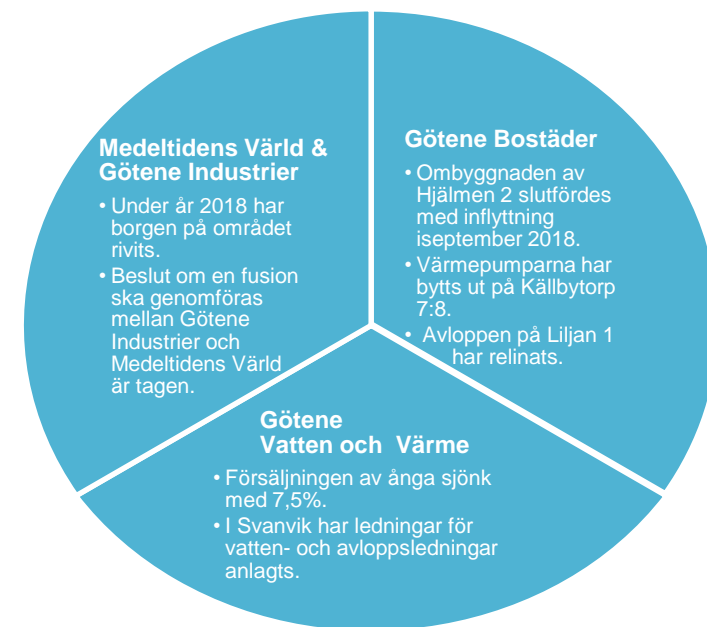 Medeltidens Värld &
Götene Industrier
• Under år 2018 har
borgen på området
rivits.
• Beslut om en fusion
ska genomföras
mellan Götene
Industrier och
Medeltidens Värld
är tagen.
Götene Bostäder
• Ombyggnaden av
Hjälmen 2 slutfördes
med inflyttning
iseptember 2018.
• Värmepumparna har
bytts ut på Källbytorp
7:8.
• Avloppen på Liljan 1
har relinats.
Götene
Vatten och Värme
• Försäljningen av ånga sjönk
med 7,5%.
• I Svanvik har ledningar för
vatten- och avloppsledningar
anlagts.